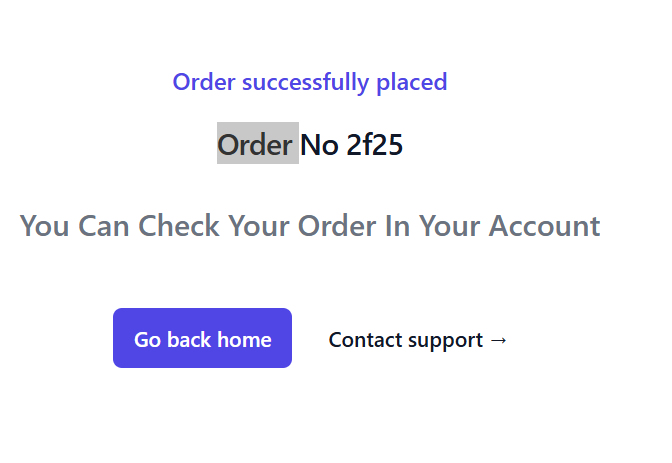 Order successfully placed
Order No 2f25
You Can Check Your Order In Your Account
Go back home
Contact support →